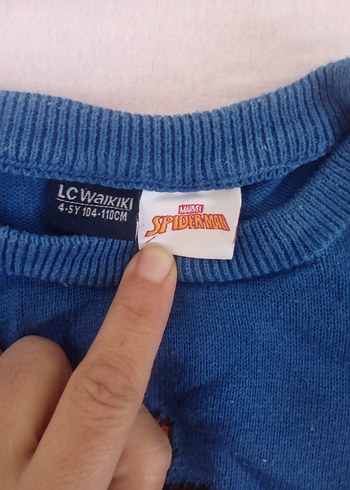 LC WAIKIKI
4-5Y 104-110CM
MARVEL
SPIDER-MAN